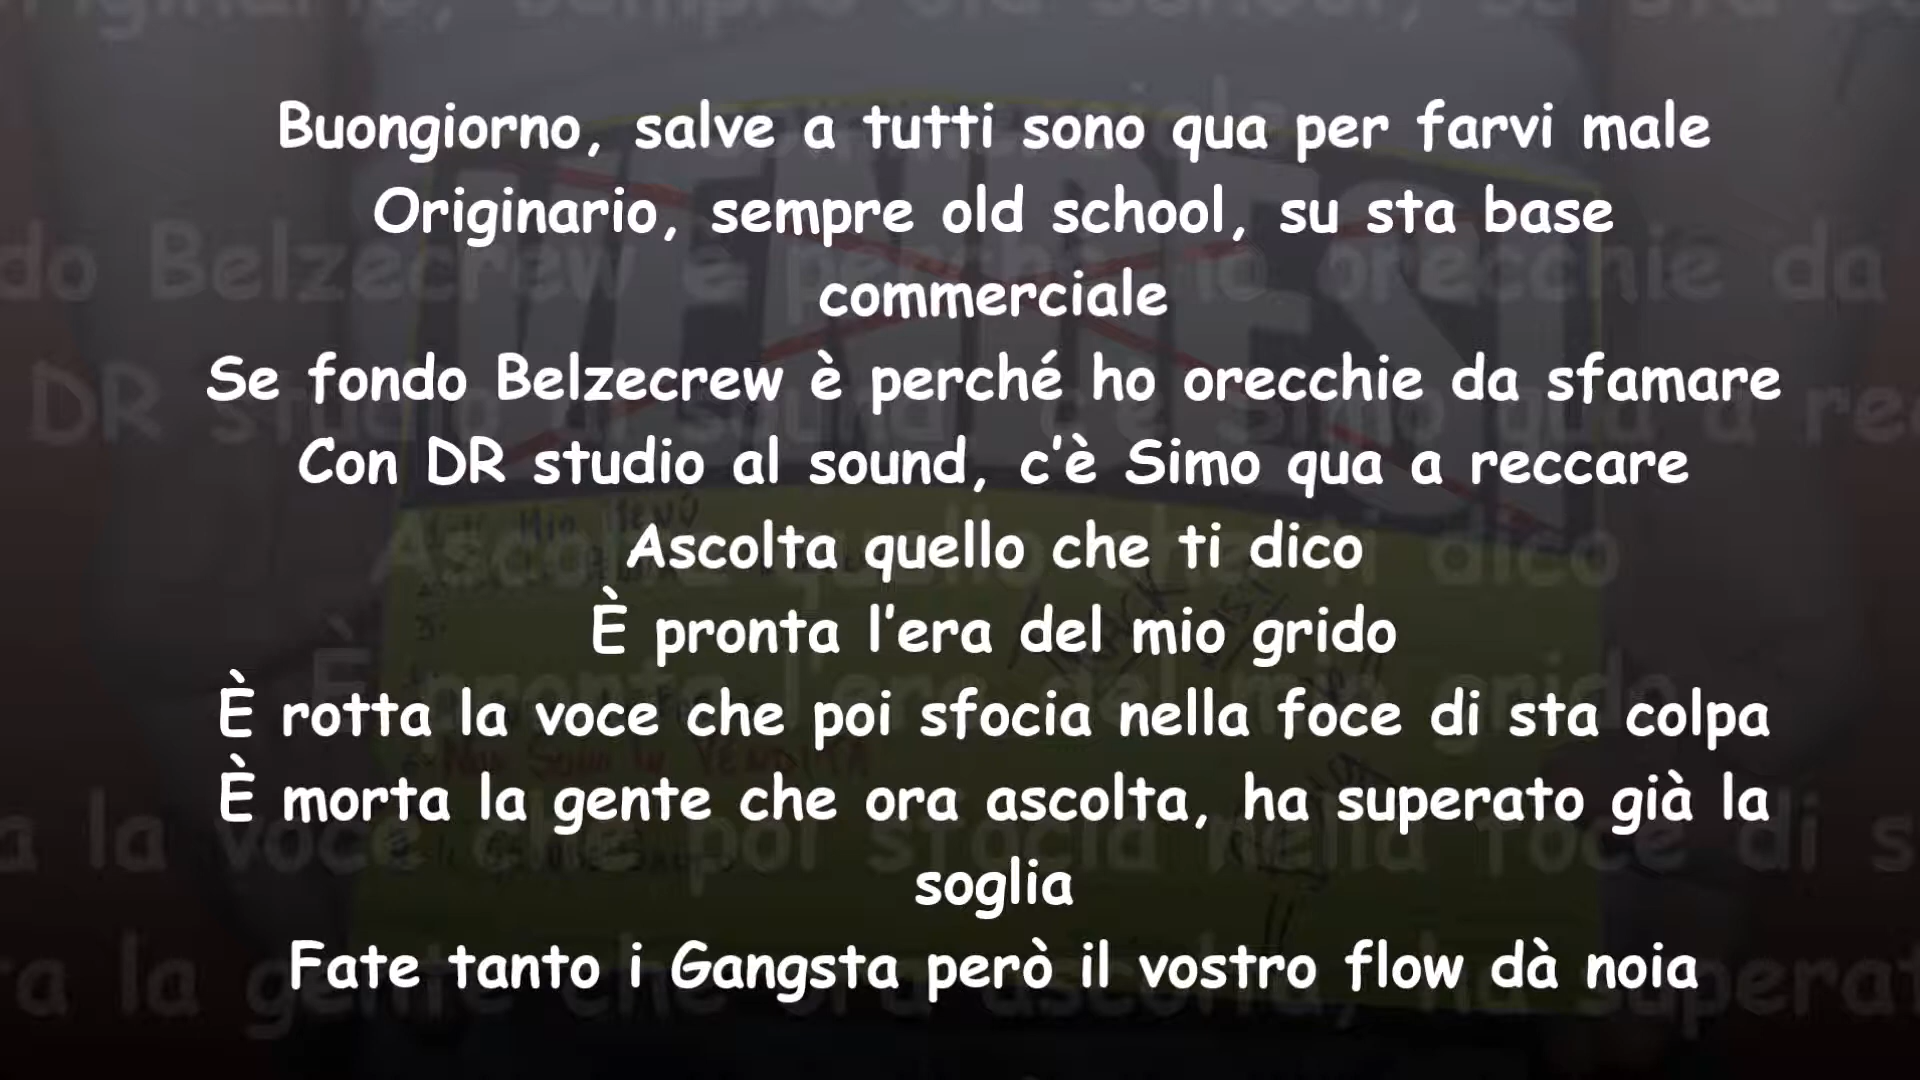 Buongiorno, salve a tutti sono qua per farvi male
Originario, sempre old school, su sta base
commerciale
Se fondo Belzecrew è perché ho orecchie da sfamare
Con DR studio al sound, c'è Simo qua a reccare
Ascolta quello che ti dico
È pronta l'era del mio grido
È rotta la voce che poi sfocia nella foce di sta colpa
È morta la gente che ora ascolta, ha superato già la
soglia
Fate tanto i Gangsta però il vostro flow dà noia